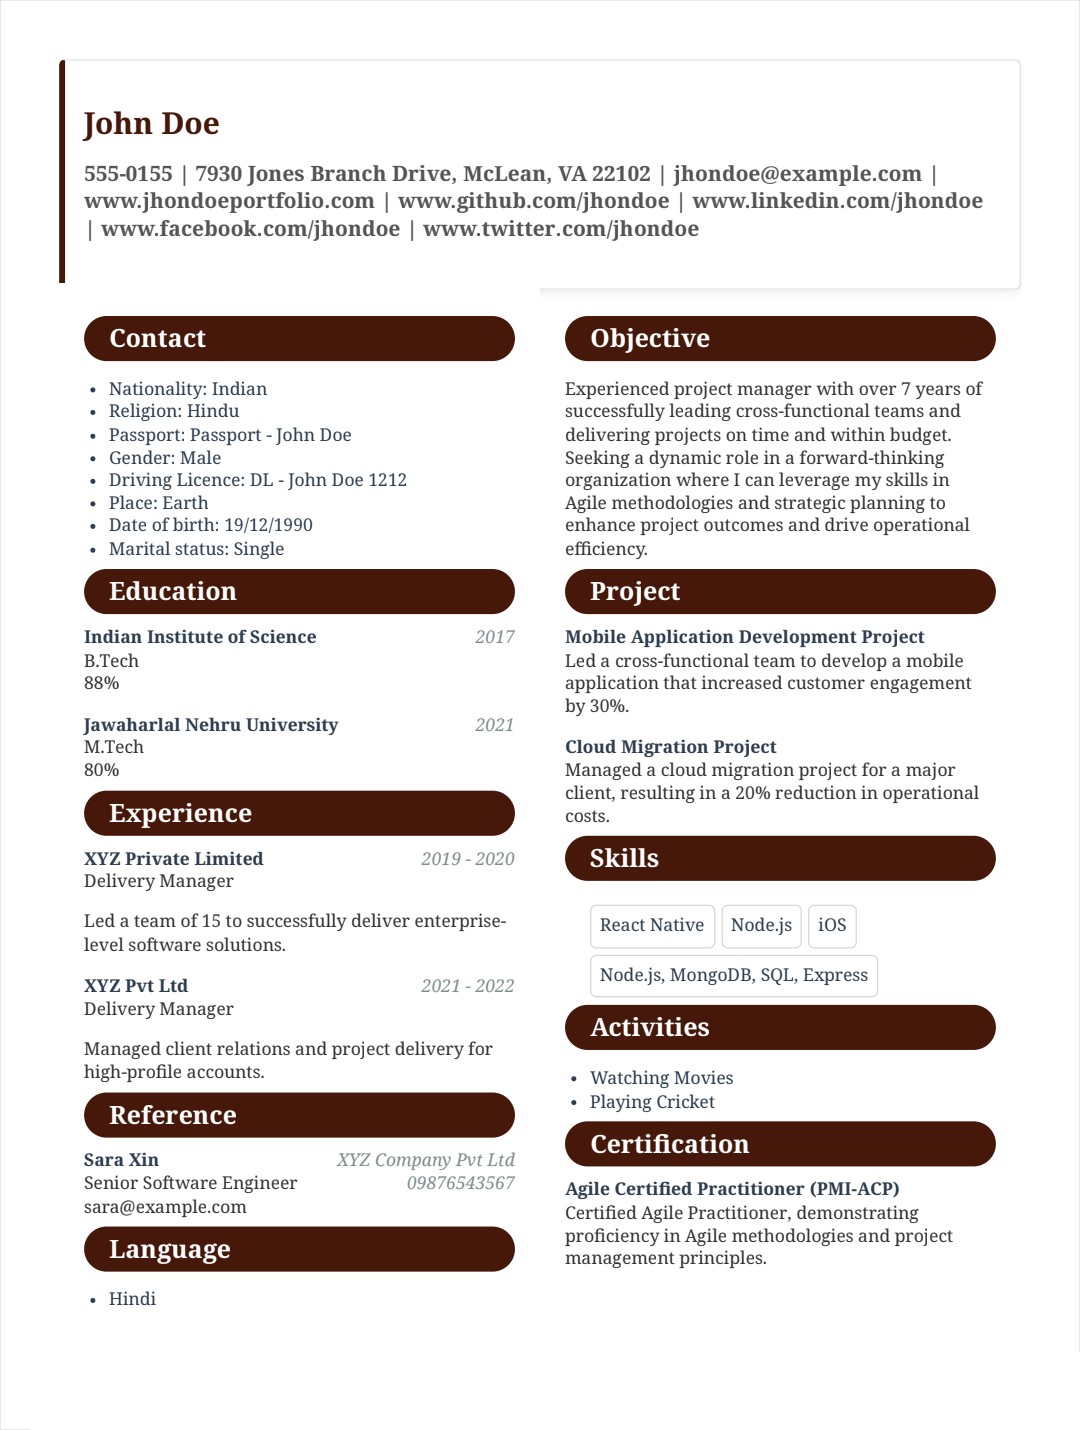 John Doe
555-0155 | 7930 Jones Branch Drive, McLean, VA 22102 | jhondoe@example.com |
www.jhondoeportfolio.com | www.github.com/jhondoe | www.linkedin.com/jhondoe
| www.facebook.com/jhondoe | www.twitter.com/jhondoe
Contact
• Nationality: Indian
• Religion: Hindu
• Passport: Passport - John Doe
• Gender: Male
• Driving Licence: DL - John Doe 1212
• Place: Earth
• Date of birth: 19/12/1990
• Marital status: Single
Education
Indian Institute of Science 2017
B.Tech
88%
Jawaharlal Nehru University 2021
M.Tech
80%
Experience
XYZ Private Limited 2019 - 2020
Delivery Manager
Led a team of 15 to successfully deliver enterprise-
level software solutions.
XYZ Pvt Ltd 2021 - 2022
Delivery Manager
Managed client relations and project delivery for
high-profile accounts.
Reference
Sara Xin XYZ Company Pvt Ltd
Senior Software Engineer 09876543567
sara@example.com
Language
• Hindi
Objective
Experienced project manager with over 7 years of
successfully leading cross-functional teams and
delivering projects on time and within budget.
Seeking a dynamic role in a forward-thinking
organization where I can leverage my skills in
Agile methodologies and strategic planning to
enhance project outcomes and drive operational
efficiency.
Project
Mobile Application Development Project
Led a cross-functional team to develop a mobile
application that increased customer engagement
by 30%.
Cloud Migration Project
Managed a cloud migration project for a major
client, resulting in a 20% reduction in operational
costs.
Skills
React Native Node.js iOS
Node.js, MongoDB, SQL, Express
Activities
• Watching Movies
• Playing Cricket
Certification
Agile Certified Practitioner (PMI-ACP)
Certified Agile Practitioner, demonstrating
proficiency in Agile methodologies and project
management principles.